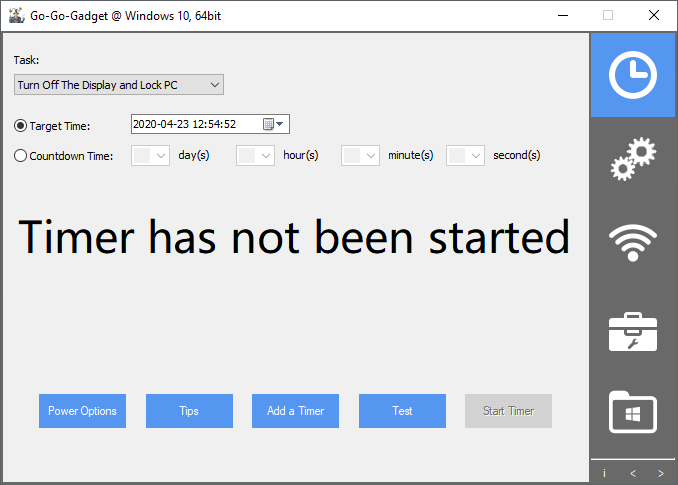 Go-Go-Gadget @ Windows 10, 64bit
Task:
Turn Off The Display and Lock PC
Target Time:
2020-04-23 12:54:52
Countdown Time:
day(s)
hour(s)
minute(s)
second(s)
Timer has not been started
Power Options
Tips
Add a Timer
Test
Start Timer
i < >